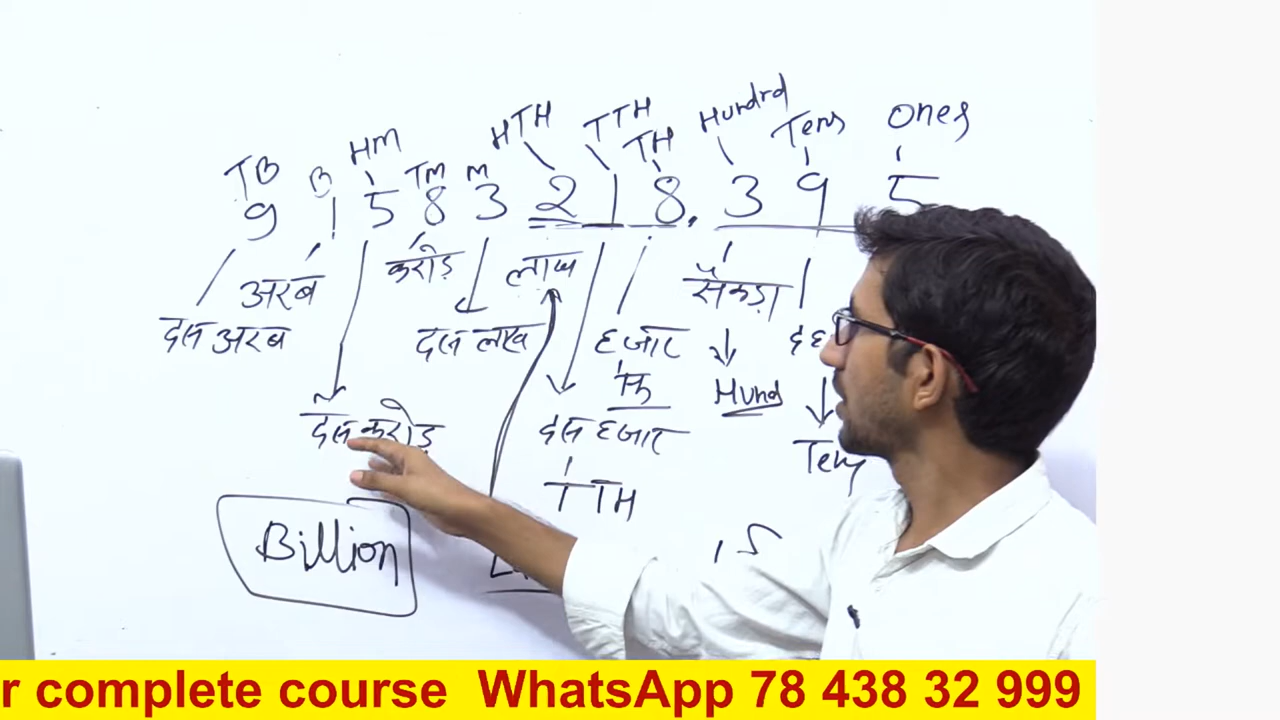 TB B HM TM M HTH TTH TH Hundrd Tens Ones
9 1 5 8 3 2 1 8, 3 9 5
अरब करोड़ लाख सैकड़ा
दस अरब दस लाख हजार
Hund
दस करोड़ दस हजार Tens
T TH
Billion
r complete course WhatsApp 78 438 32 999